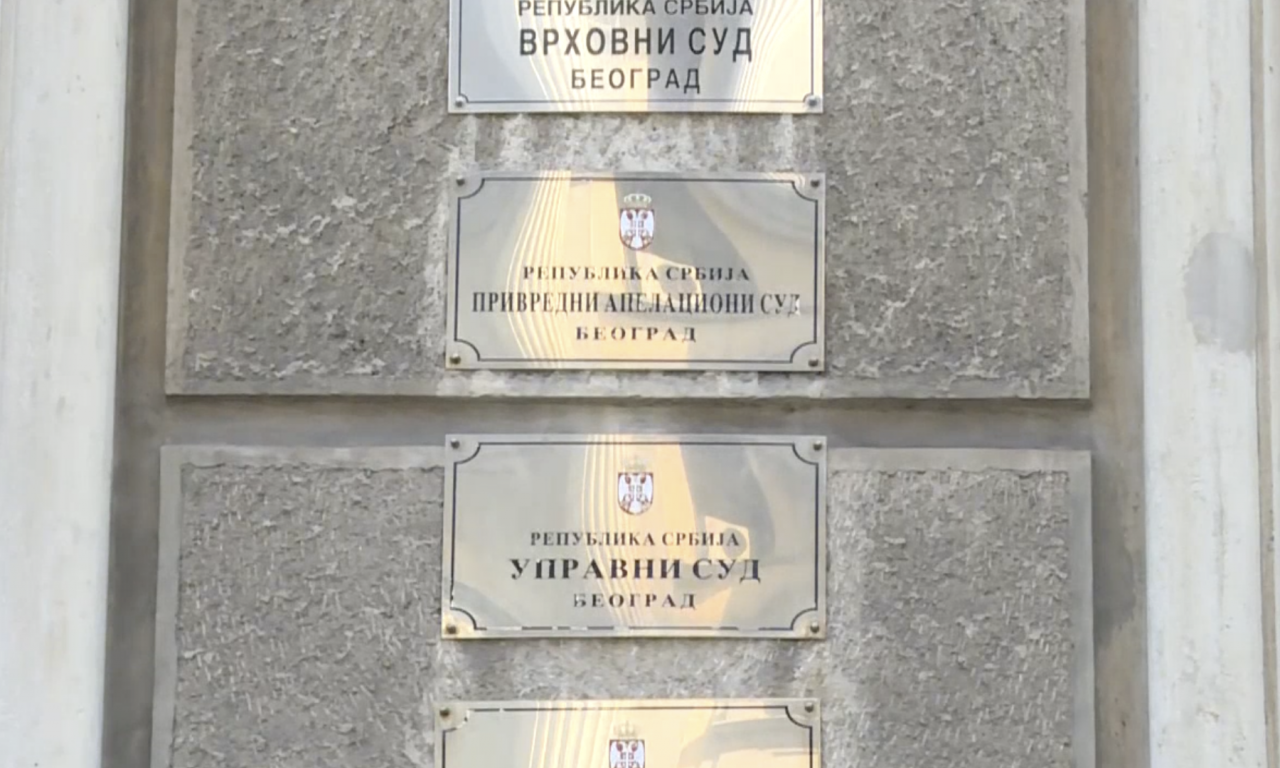 РЕПУБЛИКА СРБИЈА
ВРХОВНИ СУД
БЕОГРАД
РЕПУБЛИКА СРБИЈА
ПРИВРЕДНИ АПЕЛАЦИОНИ СУД
БЕОГРАД
РЕПУБЛИКА СРБИЈА
УПРАВНИ СУД
БЕОГРАД